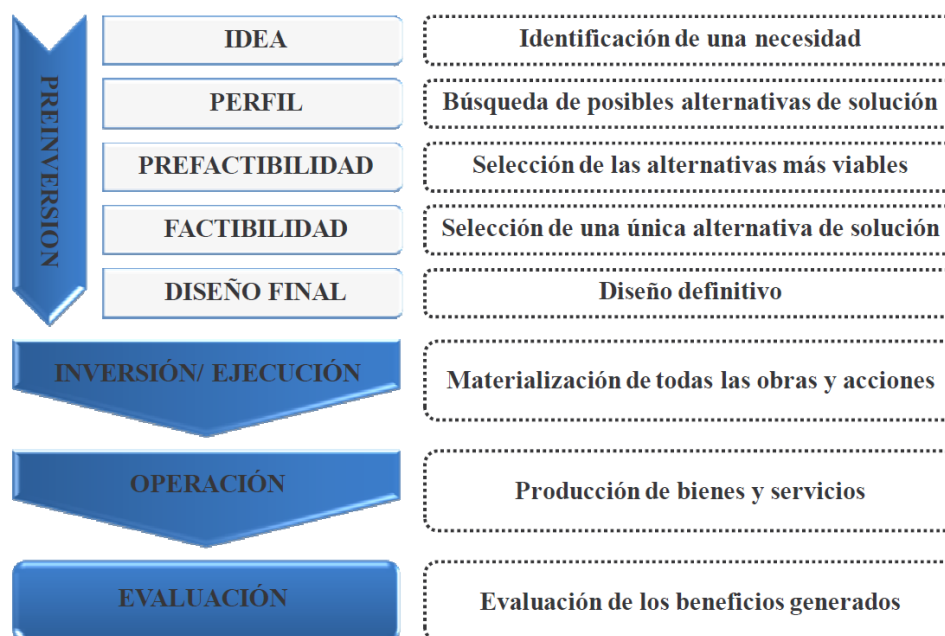 PREINVERSION
IDEA
Identificación de una necesidad
PERFIL
Búsqueda de posibles alternativas de solución
PREFACTIBILIDAD
Selección de las alternativas más viables
FACTIBILIDAD
Selección de una única alternativa de solución
DISEÑO FINAL
Diseño definitivo
INVERSIÓN/ EJECUCIÓN
Materialización de todas las obras y acciones
OPERACIÓN
Producción de bienes y servicios
EVALUACIÓN
Evaluación de los beneficios generados